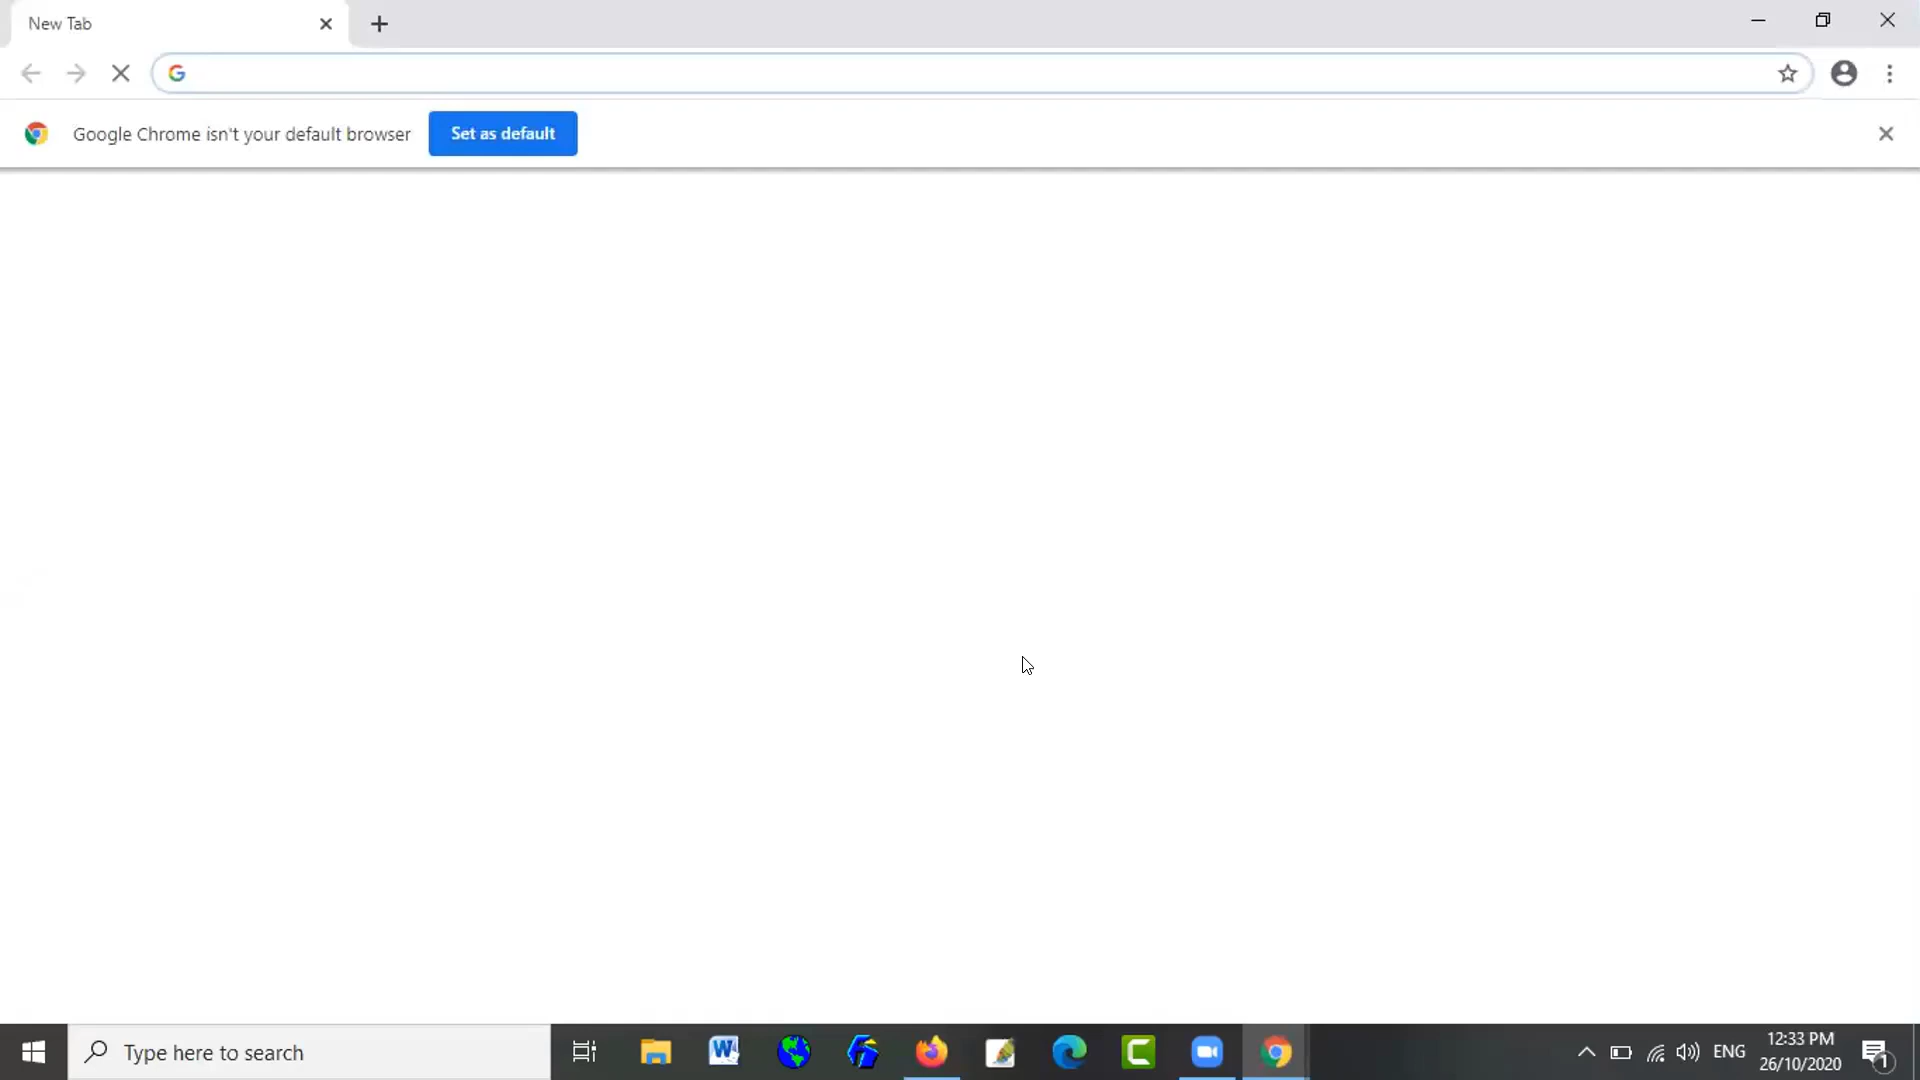 New Tab
Google Chrome isn't your default browser
Set as default
Type here to search
ENG
12:33 PM
26/10/2020
1